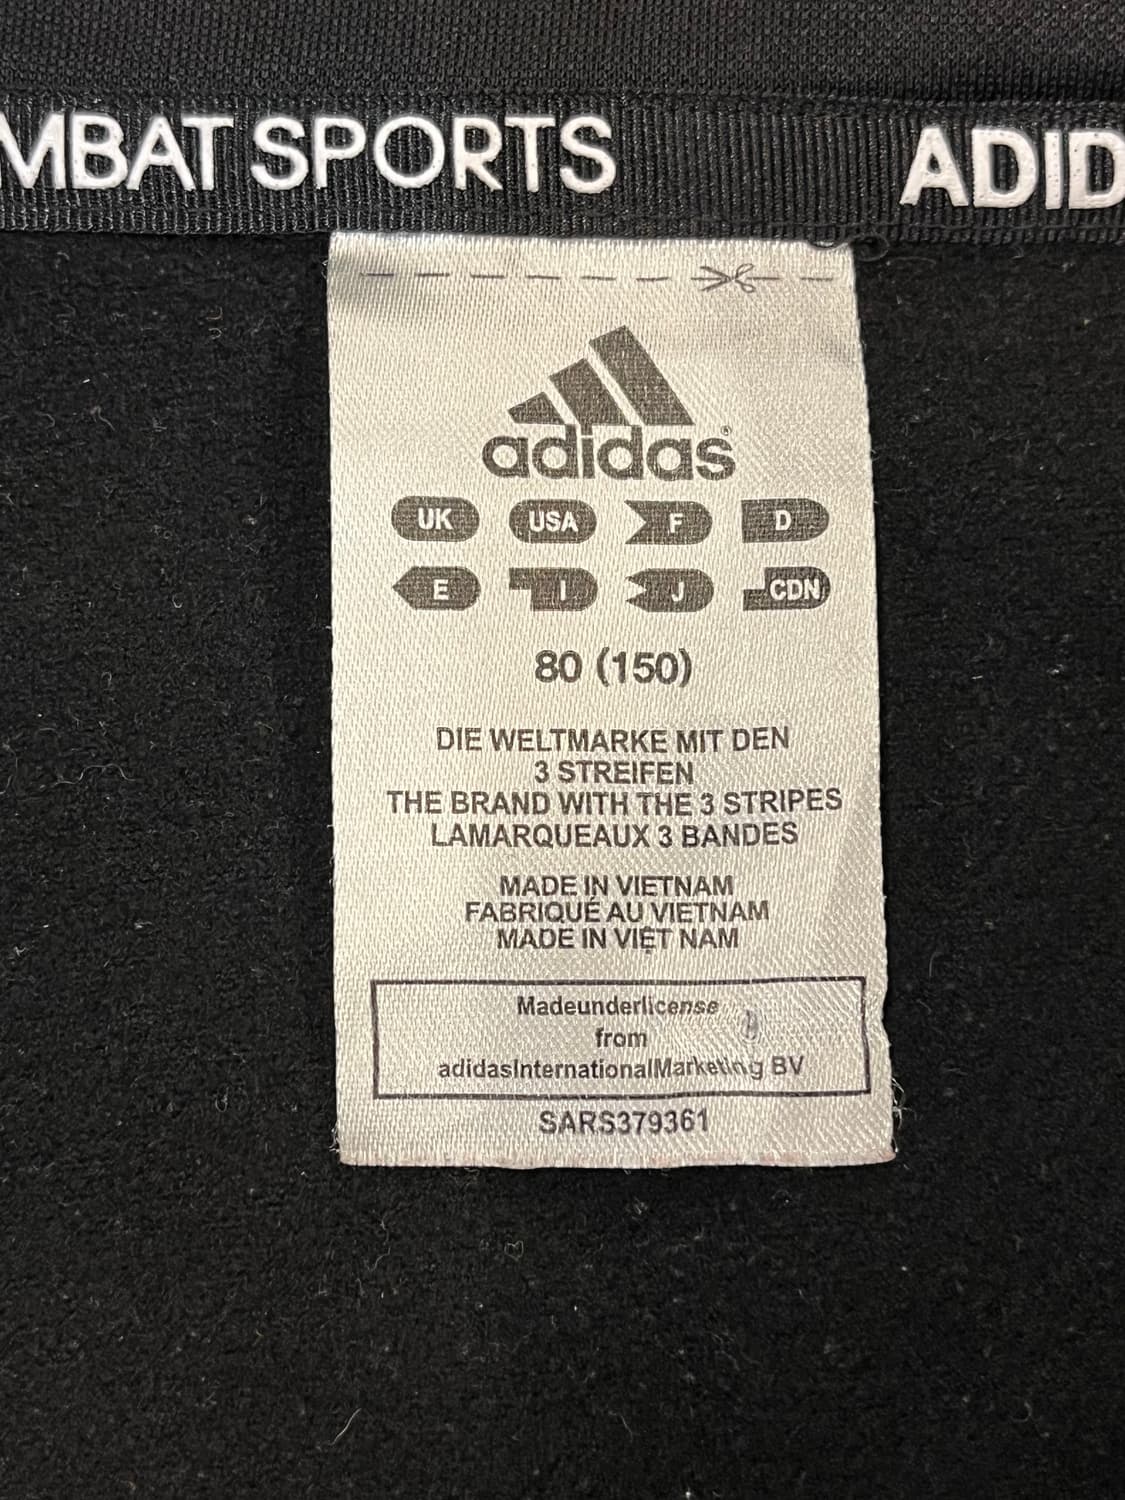 MBAT SPORTS ADID
adidas®
UK USA F D
E I J CDN
80 (150)
DIE WELTMARKE MIT DEN
3 STREIFEN
THE BRAND WITH THE 3 STRIPES
LAMARQUEAUX 3 BANDES
MADE IN VIETNAM
FABRIQUÉ AU VIETNAM
MADE IN VIỆT NAM
Madeunderlicense
from
adidasInternationalMarketing BV
SARS379361